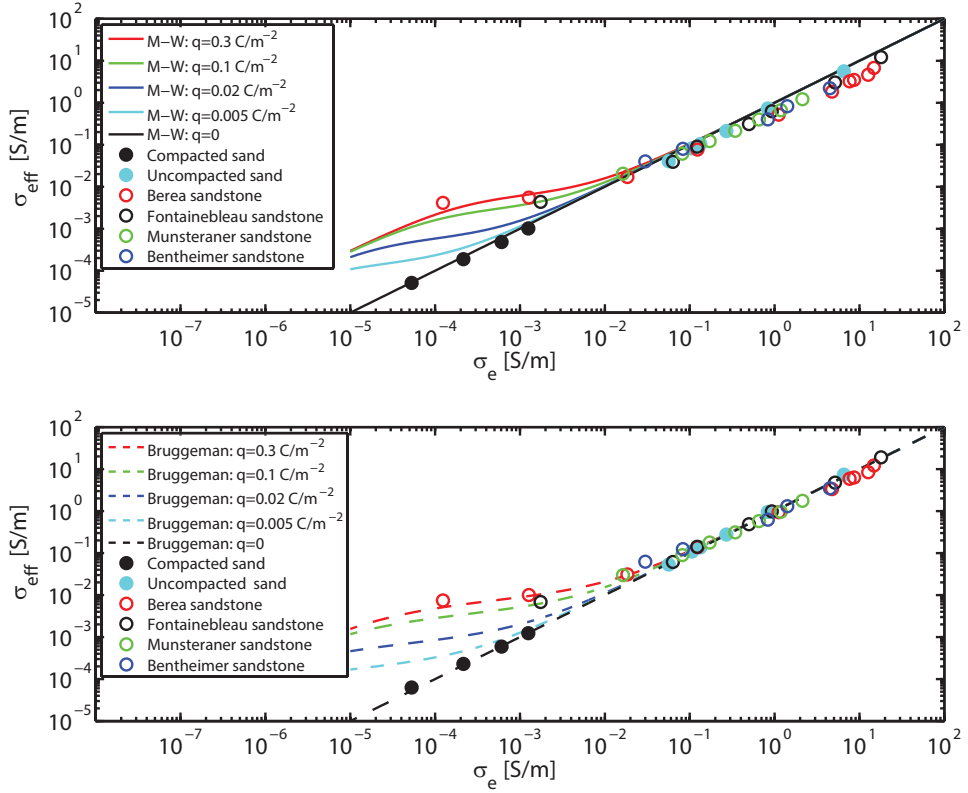 10^2
10^1
10^0
10^-1
10^-2
10^-3
10^-4
10^-5
σ_eff [S/m]
M−W: q=0.3 C/m^−2
M−W: q=0.1 C/m^−2
M−W: q=0.02 C/m^−2
M−W: q=0.005 C/m^−2
M−W: q=0
Compacted sand
Uncompacted sand
Berea sandstone
Fontainebleau sandstone
Munsteraner sandstone
Bentheimer sandstone
10^−7 10^−6 10^−5 10^−4 10^−3 10^−2 10^−1 10^0 10^1 10^2
σ_e [S/m]
10^2
10^1
10^0
10^-1
10^-2
10^-3
10^-4
10^-5
σ_eff [S/m]
Bruggeman: q=0.3 C/m^−2
Bruggeman: q=0.1 C/m^−2
Bruggeman: q=0.02 C/m^−2
Bruggeman: q=0.005 C/m^−2
Bruggeman: q=0
Compacted sand
Uncompacted sand
Berea sandstone
Fontainebleau sandstone
Munsteraner sandstone
Bentheimer sandstone
10^−7 10^−6 10^−5 10^−4 10^−3 10^−2 10^−1 10^0 10^1 10^2
σ_e [S/m]